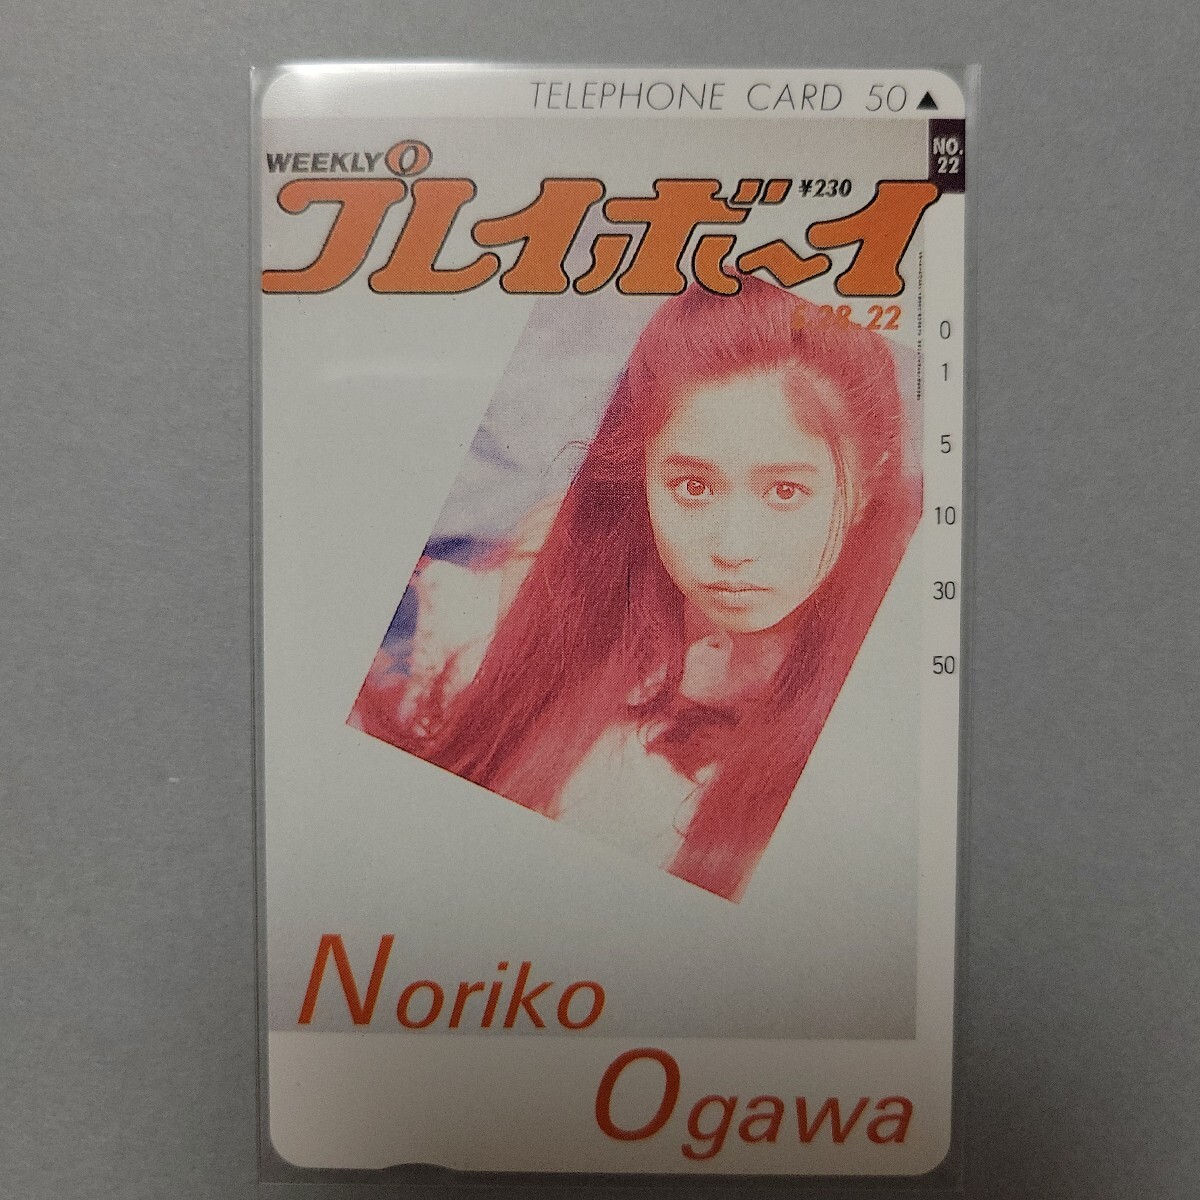 TELEPHONE CARD 50▲
NO.
22
WEEKLY
プレイボーイ
¥230
22
0
1
5
10
30
50
Noriko
Ogawa